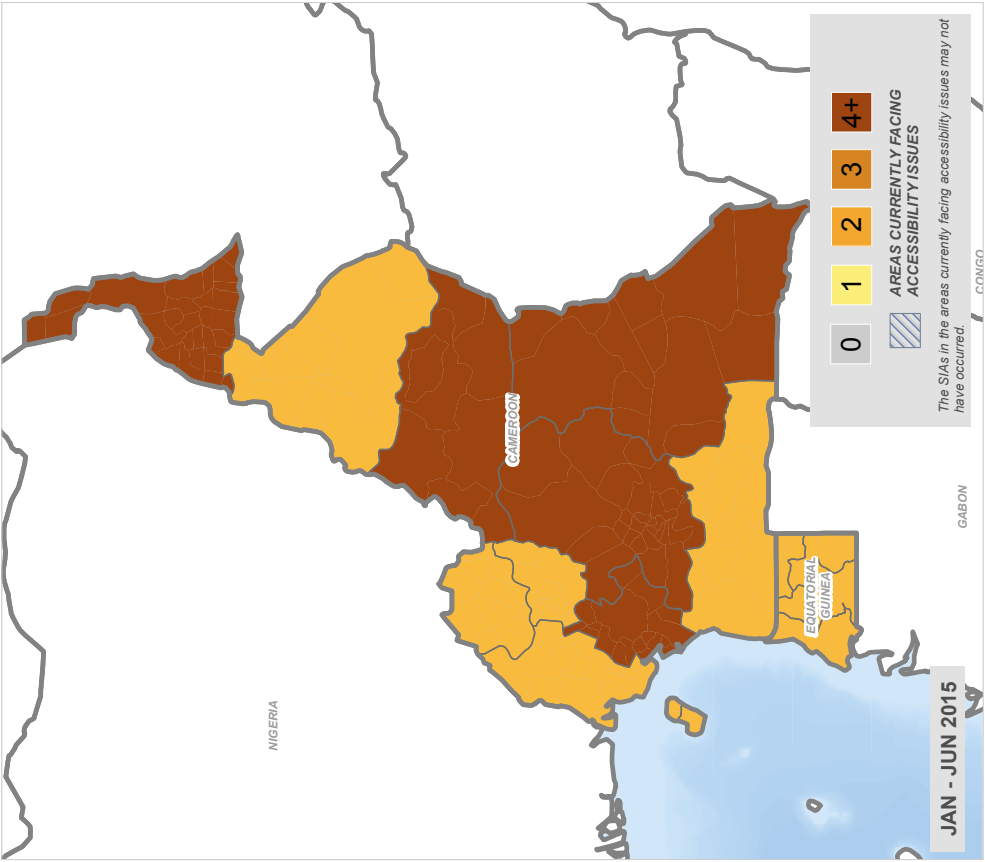 NIGERIA
CAMEROON
EQUATORIAL
GUINEA
GABON
CONGO
JAN - JUN 2015
0 1 2 3 4+
AREAS CURRENTLY FACING
ACCESSIBILITY ISSUES
The SIAs in the areas currently facing accessibility issues may not
have occurred.